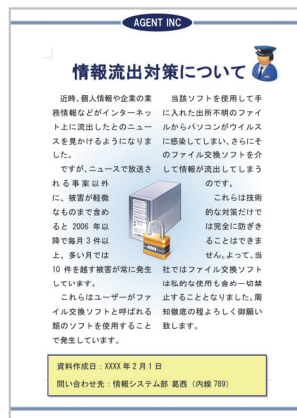 AGENT INC
情報流出対策について
近時、個人情報や企業の業
務情報などがインターネッ
ト上に流出したとのニュー
スを見かけるようになりま
した。
ですが、ニュースで放送さ
れる事案以外
に、被害が軽微
なものまで含め
ると 2006 年以
降で毎月 3 件以
上、多い月では
10 件を越す被害が常に発生
しています。
これらはユーザーがファ
イル交換ソフトと呼ばれる
類のソフトを使用すること
で発生しています。
当該ソフトを使用して手
に入れた出所不明のファイ
ルからパソコンがウイルス
に感染してしまい、さらにそ
のファイル交換ソフトを介
して情報が流出してしまう
のです。
これらは技術
的な対策だけで
は完全に防ぎき
ることはできま
せん。よって、当
社ではファイル交換ソフト
は私的な使用も含め一切禁
止することとなりました。周
知徹底の程よろしく御願い
致します。
資料作成日：XXXX 年 2 月 1 日
問い合わせ先：情報システム部 葛西（内線 789）